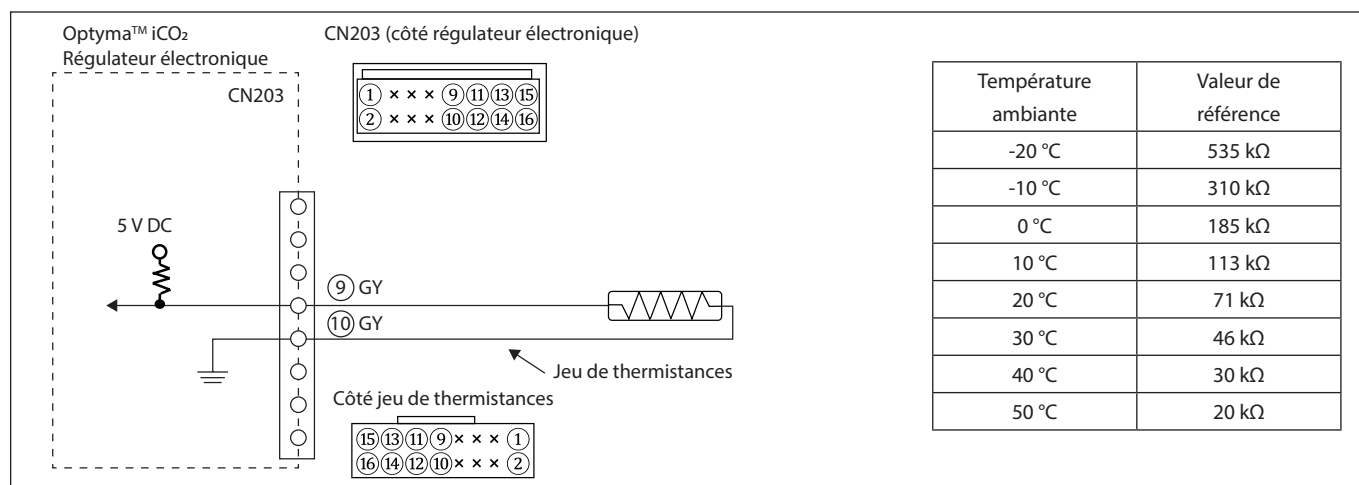 Optyma™ iCO₂
Régulateur électronique
CN203
CN203 (côté régulateur électronique)
① × × × ⑨ ⑪ ⑬ ⑮
② × × × ⑩ ⑫ ⑭ ⑯
5 V DC
⑨ GY
⑩ GY
Jeu de thermistances
Côté jeu de thermistances
⑮ ⑬ ⑪ ⑨ × × × ①
⑯ ⑭ ⑫ ⑩ × × × ②
Température ambiante Valeur de référence
-20 °C 535 kΩ
-10 °C 310 kΩ
0 °C 185 kΩ
10 °C 113 kΩ
20 °C 71 kΩ
30 °C 46 kΩ
40 °C 30 kΩ
50 °C 20 kΩ